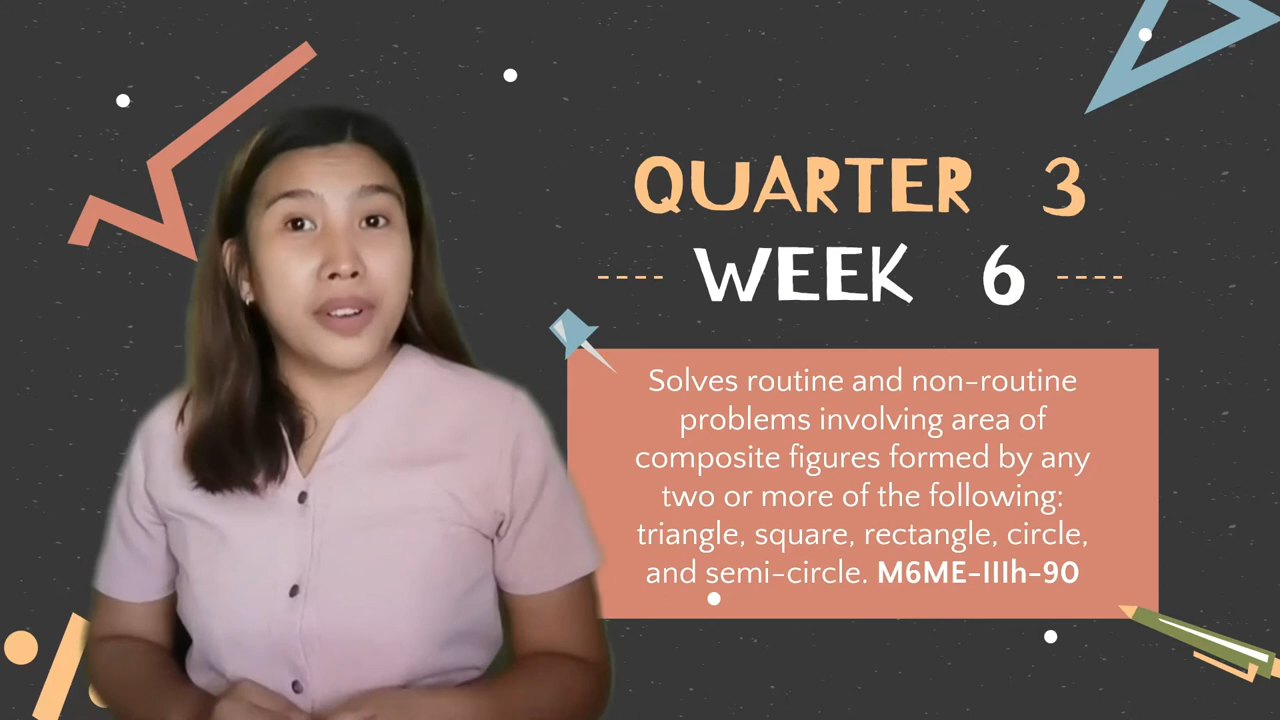 QUARTER 3
WEEK 6
Solves routine and non-routine
problems involving area of
composite figures formed by any
two or more of the following:
triangle, square, rectangle, circle,
and semi-circle. M6ME-IIIh-90